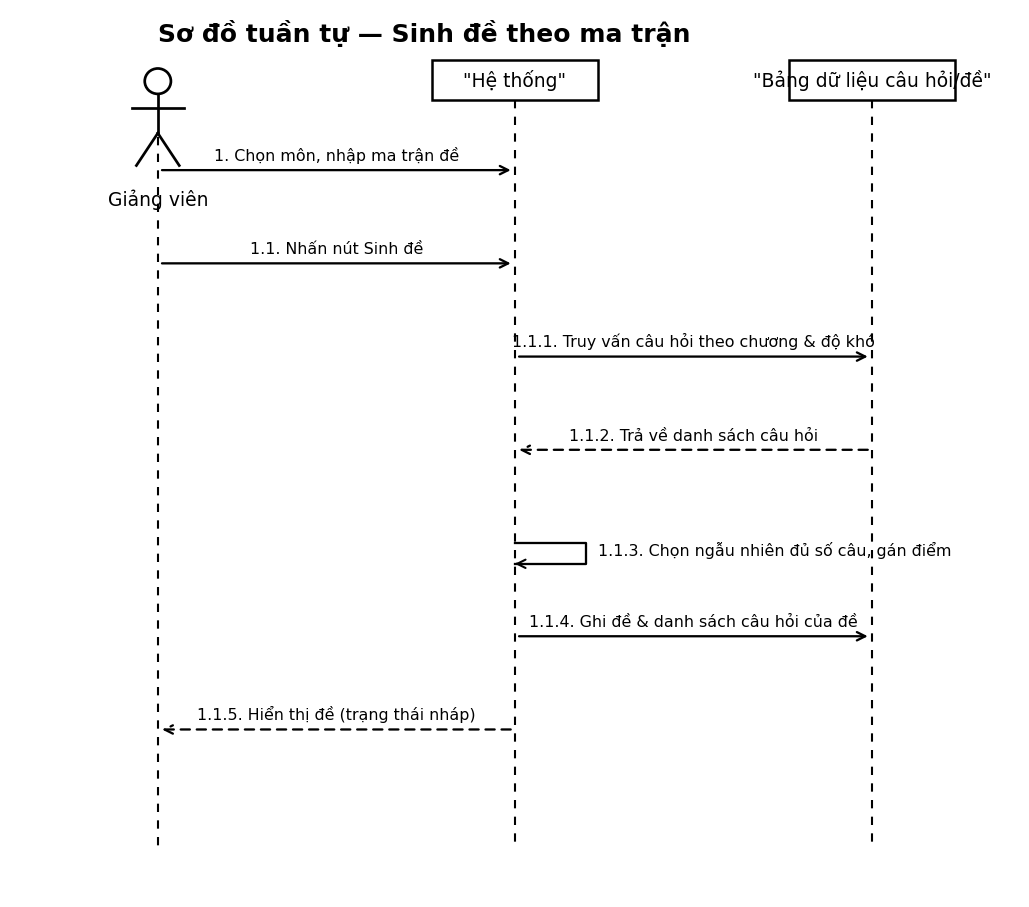 Sơ đồ tuần tự — Sinh đề theo ma trận
"Hệ thống"
"Bảng dữ liệu câu hỏi/đề"
1. Chọn môn, nhập ma trận đề
Giảng viên
1.1. Nhấn nút Sinh đề
1.1.1. Truy vấn câu hỏi theo chương & độ khó
1.1.2. Trả về danh sách câu hỏi
1.1.3. Chọn ngẫu nhiên đủ số câu, gán điểm
1.1.4. Ghi đề & danh sách câu hỏi của đề
1.1.5. Hiển thị đề (trạng thái nháp)